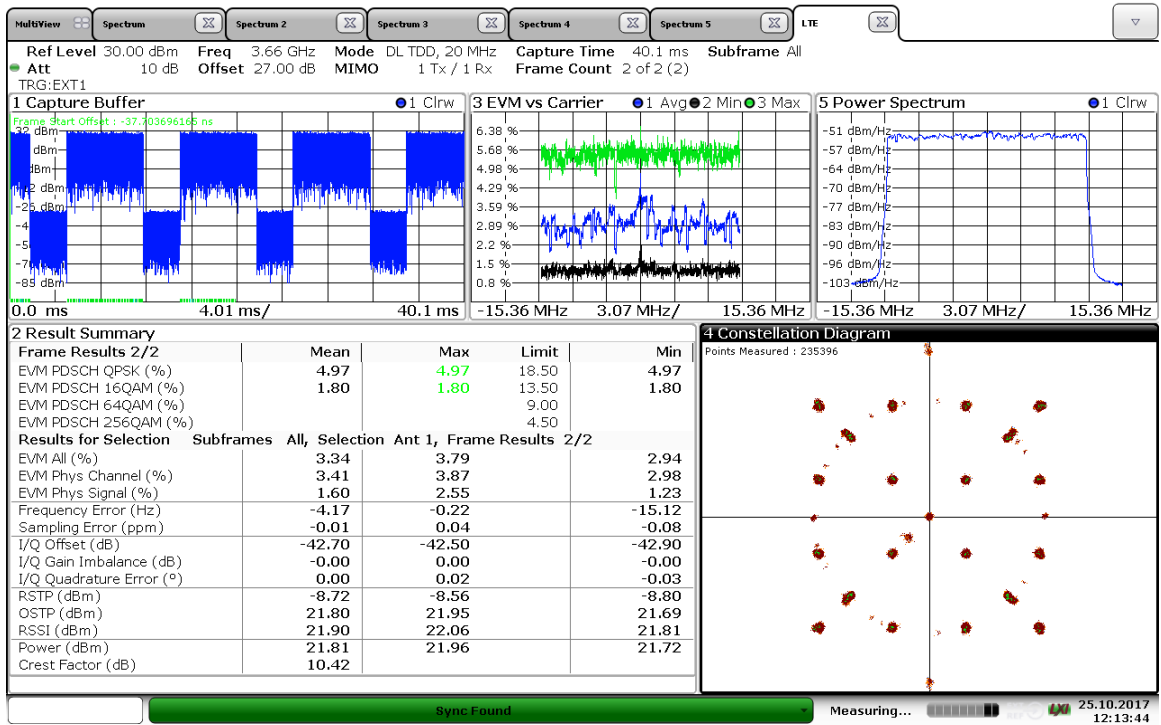 MultiView Spectrum Spectrum 2 Spectrum 3 Spectrum 4 Spectrum 5 LTE
Ref Level 30.00 dBm Freq 3.66 GHz Mode DL TDD, 20 MHz Capture Time 40.1 ms Subframe All
Att 10 dB Offset 27.00 dB MIMO 1 Tx / 1 Rx Frame Count 2 of 2 (2)
TRG:EXT1
1 Capture Buffer 1 Clrw
Frame Start Offset : -37.703696165 ns
32 dBm
dBm
dBm
dBm
-25 dBm
-85 dBm
0.0 ms 4.01 ms/ 40.1 ms
3 EVM vs Carrier 1 Avg 2 Min 3 Max
6.38 %
5.68 %
4.98 %
4.29 %
3.59 %
2.89 %
2.2 %
1.5 %
0.8 %
-15.36 MHz 3.07 MHz/ 15.36 MHz
5 Power Spectrum 1 Clrw
-51 dBm/Hz
-57 dBm/Hz
-64 dBm/Hz
-70 dBm/Hz
-77 dBm/Hz
-83 dBm/Hz
-90 dBm/Hz
-96 dBm/Hz
-103 dBm/Hz
-15.36 MHz 3.07 MHz/ 15.36 MHz
2 Result Summary
Frame Results 2/2 Mean Max Limit Min
EVM PDSCH QPSK (%) 4.97 4.97 18.50 4.97
EVM PDSCH 16QAM (%) 1.80 1.80 13.50 1.80
EVM PDSCH 64QAM (%) 9.00
EVM PDSCH 256QAM (%) 4.50
Results for Selection Subframes All, Selection Ant 1, Frame Results 2/2
EVM All (%) 3.34 3.79 2.94
EVM Phys Channel (%) 3.41 3.87 2.98
EVM Phys Signal (%) 1.60 2.55 1.23
Frequency Error (Hz) -4.17 -0.22 -15.12
Sampling Error (ppm) -0.01 0.04 -0.08
I/Q Offset (dB) -42.70 -42.50 -42.90
I/Q Gain Imbalance (dB) -0.00 0.00 -0.00
I/Q Quadrature Error (°) 0.00 0.02 -0.03
RSTP (dBm) -8.72 -8.56 -8.80
OSTP (dBm) 21.80 21.95 21.69
RSSI (dBm) 21.90 22.06 21.81
Power (dBm) 21.81 21.96 21.72
Crest Factor (dB) 10.42
4 Constellation Diagram
Points Measured : 235396
Sync Found
Measuring...
LXI
25.10.2017
12:13:44